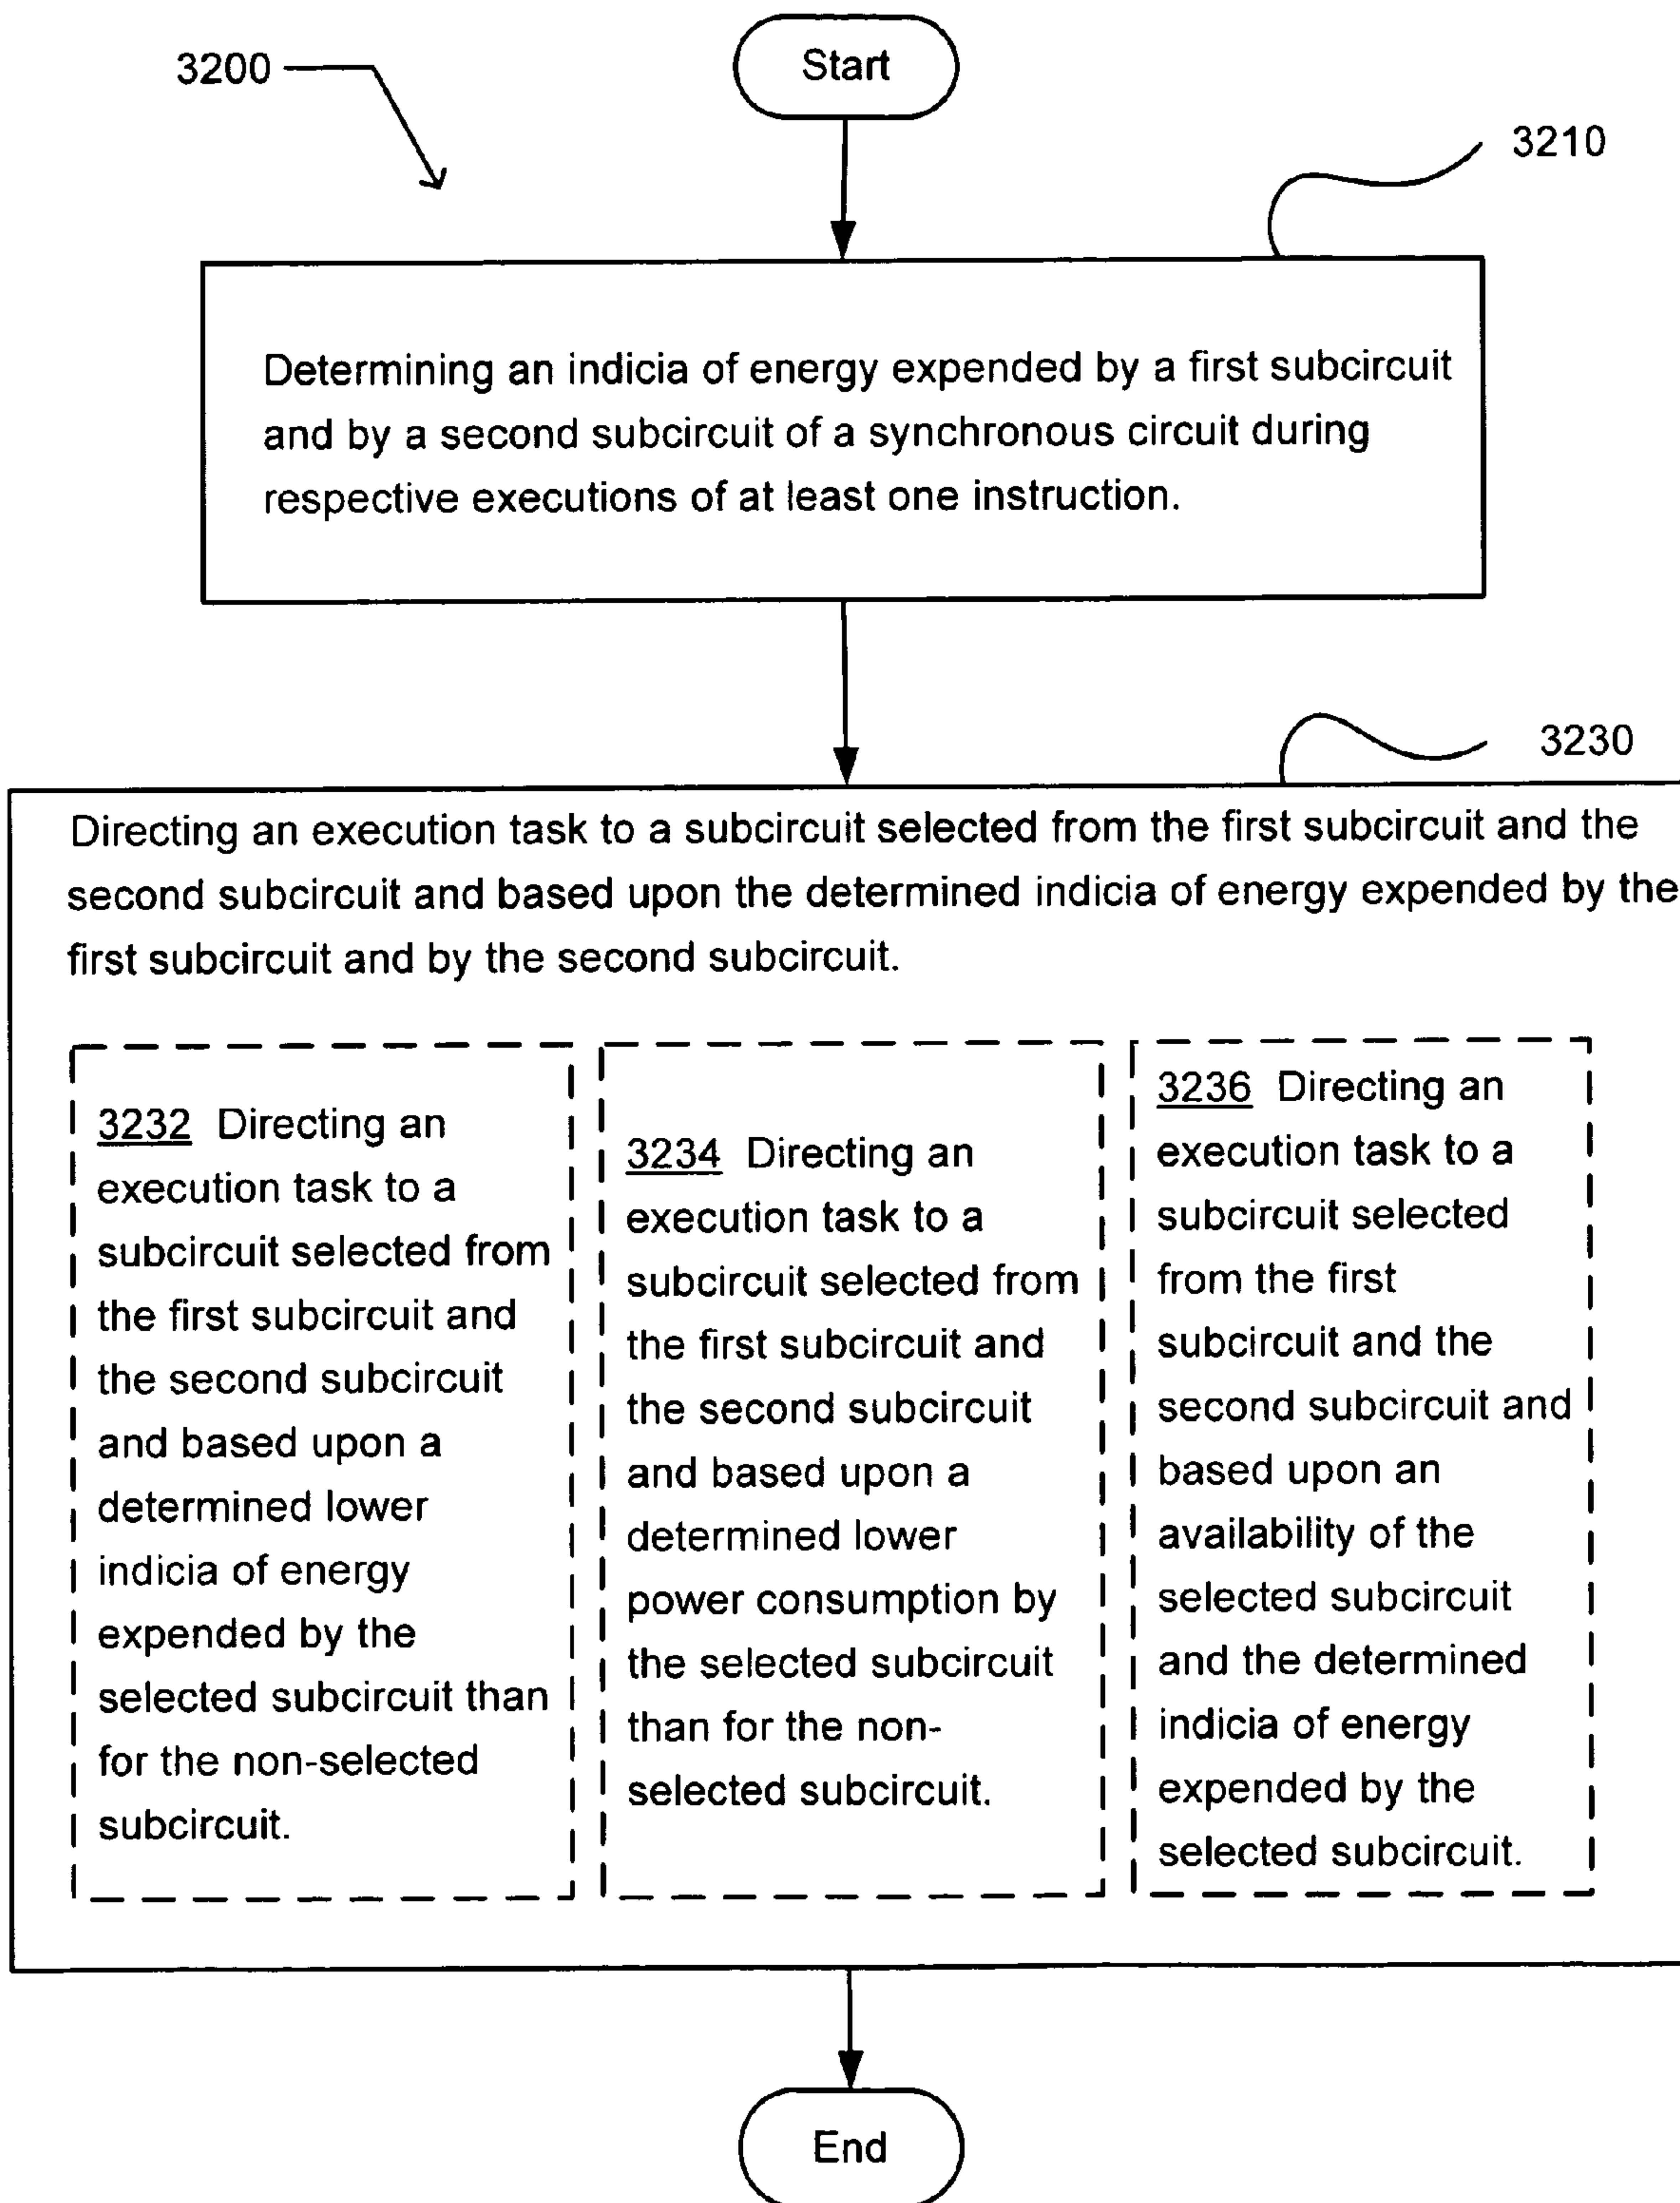 3200
Start
3210
Determining an indicia of energy expended by a first subcircuit
and by a second subcircuit of a synchronous circuit during
respective executions of at least one instruction.
3230
Directing an execution task to a subcircuit selected from the first subcircuit and the
second subcircuit and based upon the determined indicia of energy expended by the
first subcircuit and by the second subcircuit.
3232 Directing an
execution task to a
subcircuit selected from
the first subcircuit and
the second subcircuit
and based upon a
determined lower
indicia of energy
expended by the
selected subcircuit than
for the non-selected
subcircuit.
3234 Directing an
execution task to a
subcircuit selected from
the first subcircuit and
the second subcircuit
and based upon a
determined lower
power consumption by
the selected subcircuit
than for the non-
selected subcircuit.
3236 Directing an
execution task to a
subcircuit selected
from the first
subcircuit and the
second subcircuit and
based upon an
availability of the
selected subcircuit
and the determined
indicia of energy
expended by the
selected subcircuit.
End